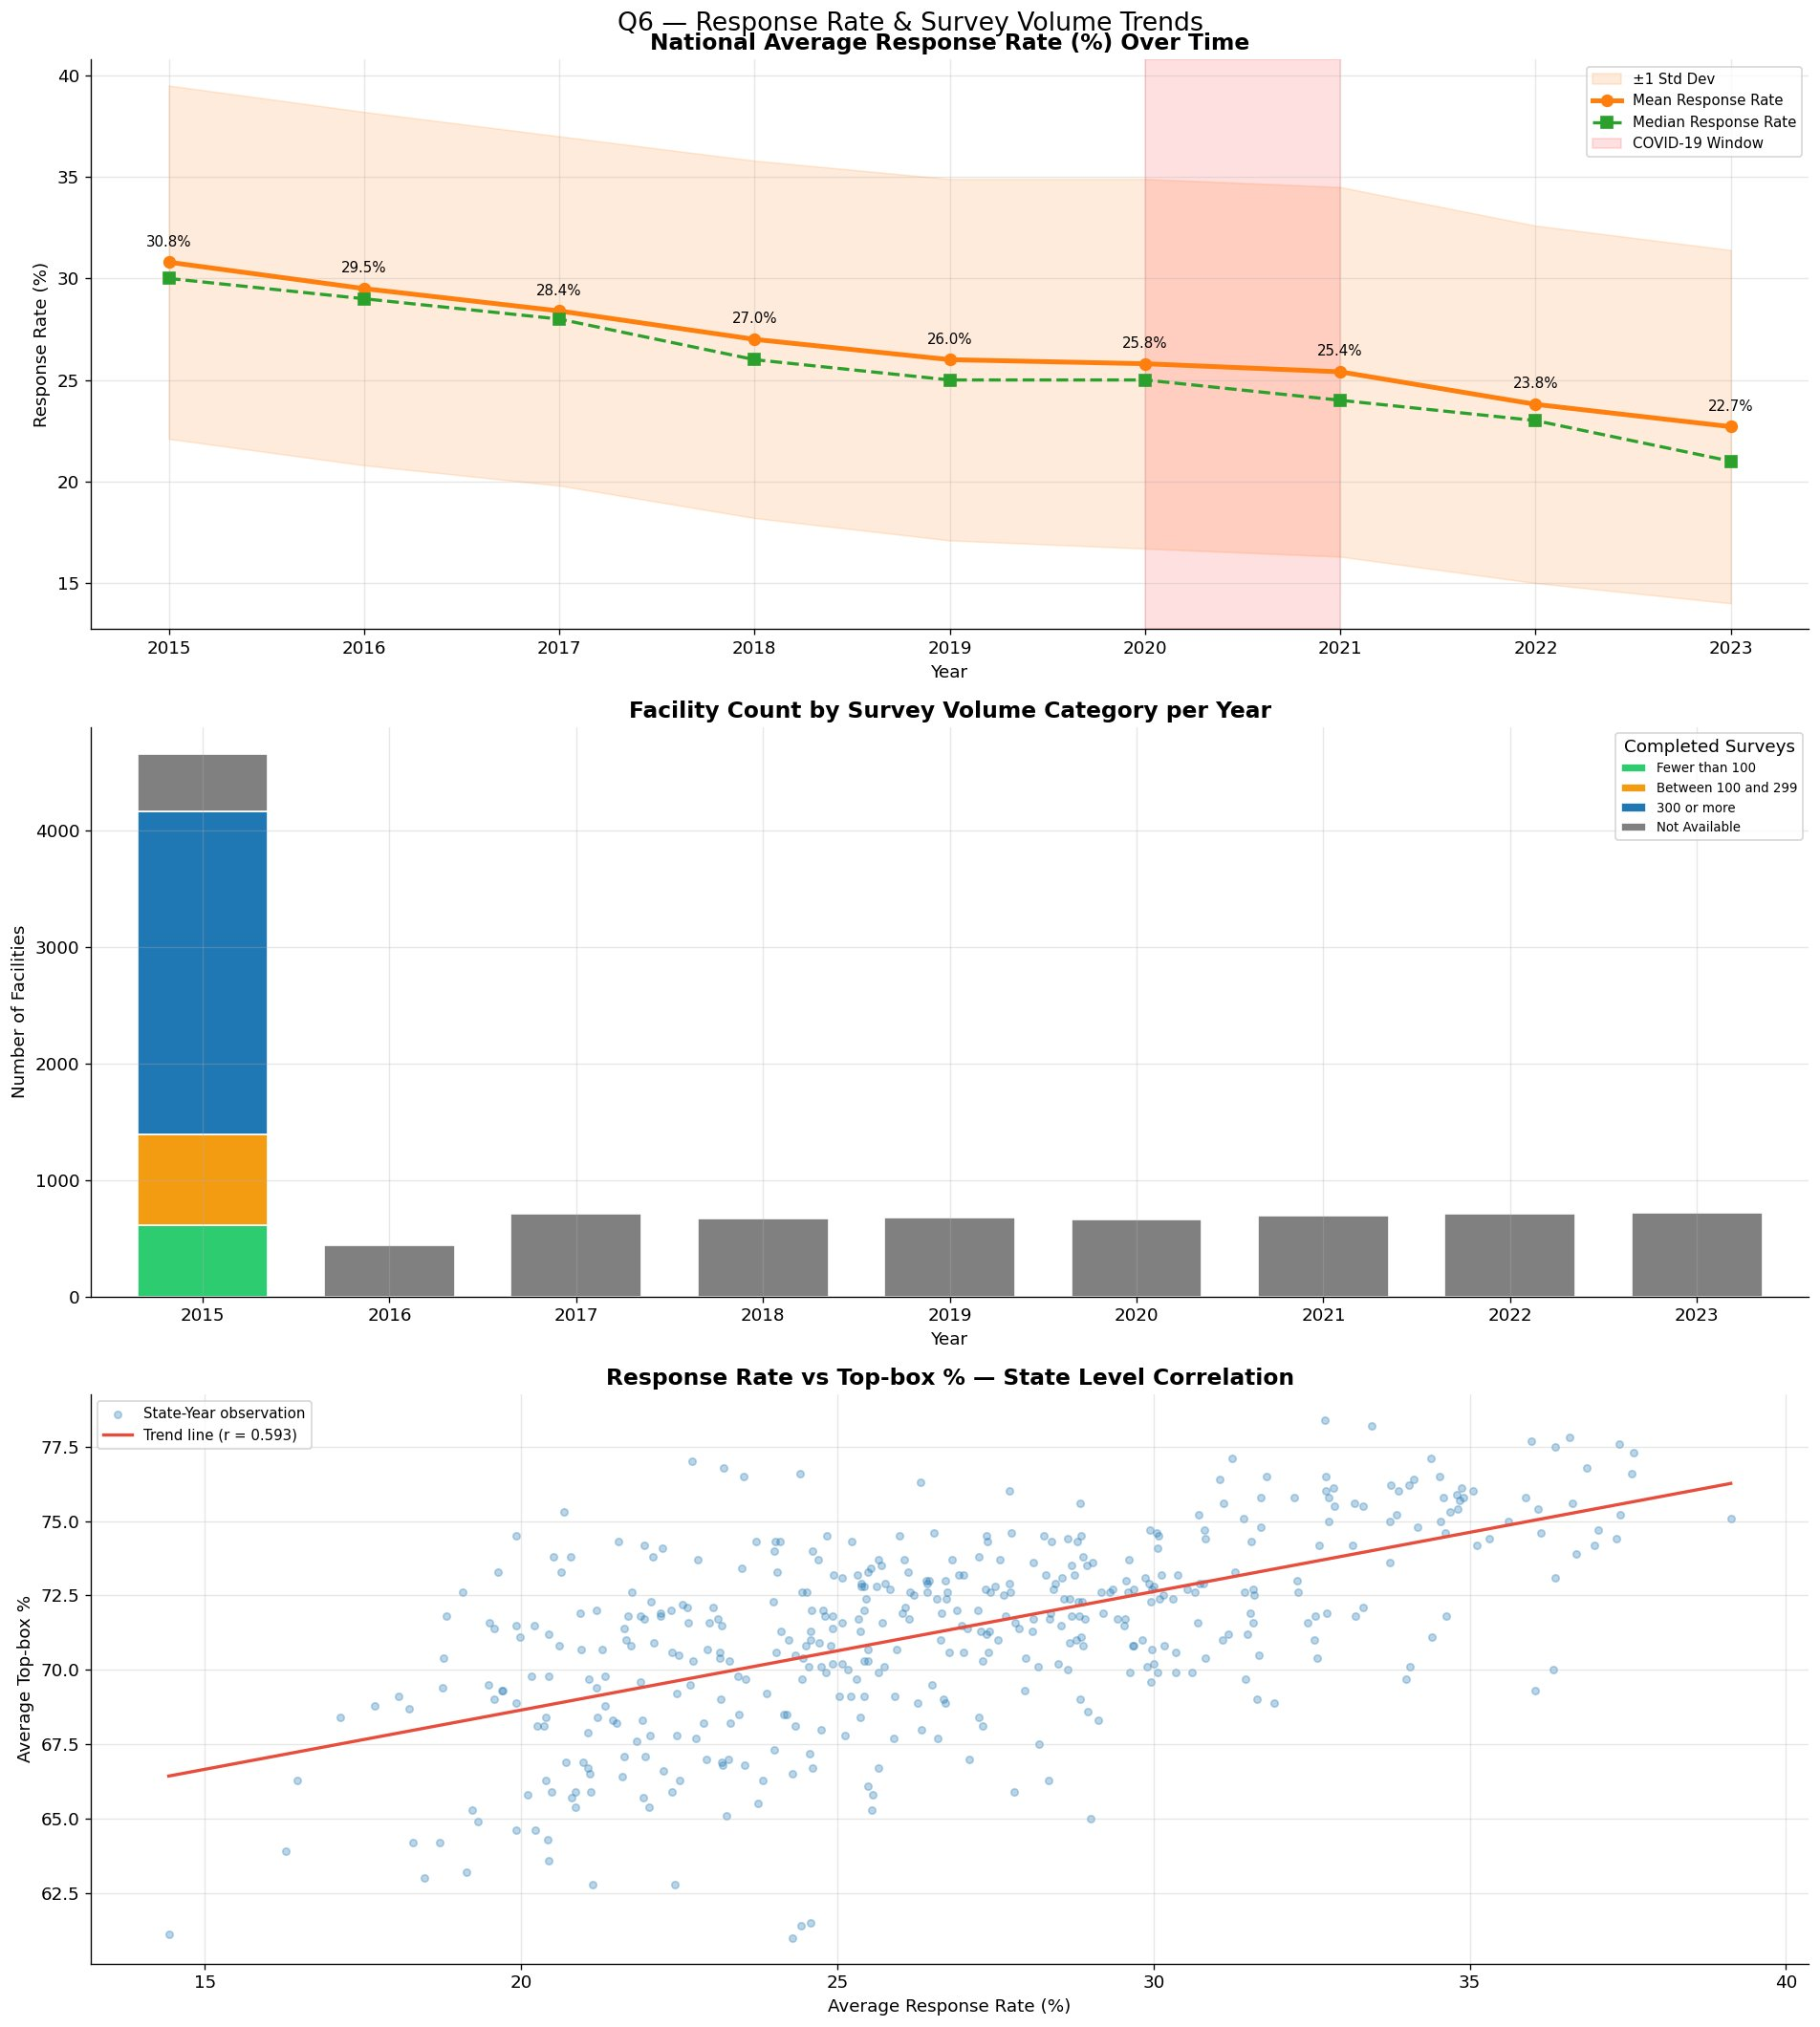 Q6 — Response Rate & Survey Volume Trends
National Average Response Rate (%) Over Time
±1 Std Dev
Mean Response Rate
Median Response Rate
COVID-19 Window
Response Rate (%)
40
35
30
25
20
15
30.8%
29.5%
28.4%
27.0%
26.0%
25.8%
25.4%
23.8%
22.7%
2015 2016 2017 2018 2019 2020 2021 2022 2023
Year
Facility Count by Survey Volume Category per Year
Completed Surveys
Fewer than 100
Between 100 and 299
300 or more
Not Available
Number of Facilities
4000
3000
2000
1000
0
2015 2016 2017 2018 2019 2020 2021 2022 2023
Year
Response Rate vs Top-box % — State Level Correlation
State-Year observation
Trend line (r = 0.593)
Average Top-box %
77.5
75.0
72.5
70.0
67.5
65.0
62.5
15 20 25 30 35 40
Average Response Rate (%)